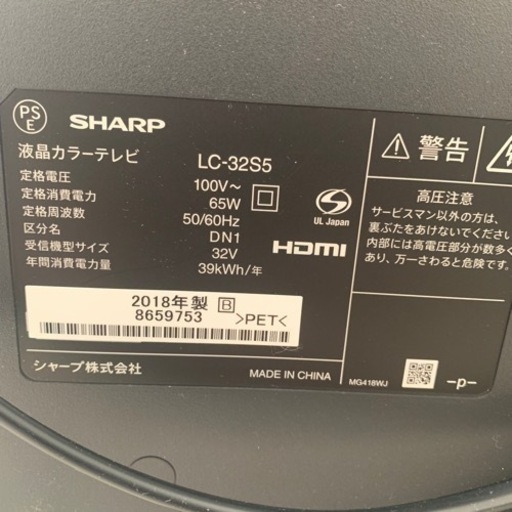 PS
E
SHARP
液晶カラーテレビ LC-32S5
定格電圧 100V~
定格消費電力 65W
定格周波数 50/60Hz
区分名 DN1
受信機型サイズ 32V
年間消費電力量 39kWh/年
S
UL Japan
HDMI
2018年製 B
8659753 >PET<
シャープ株式会社 MADE IN CHINA
警告
高圧注意
サービスマン以外の方は、
裏ぶたをあけないでください
内部には高電圧部分が数多く
あり、万一さわると危険です。
MG418WJ
-p-